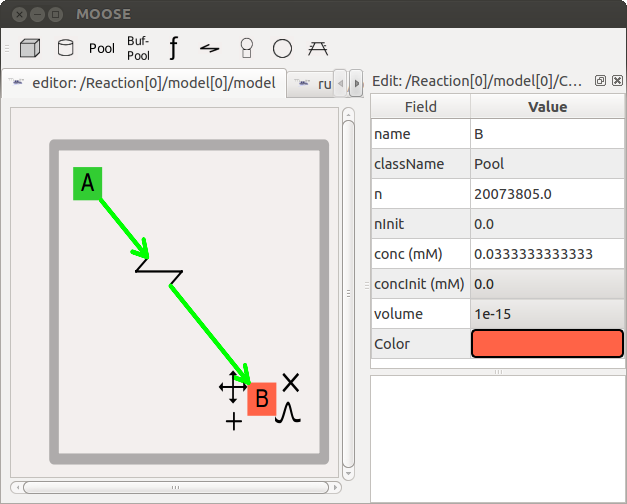 MOOSE
Pool
Buf-
Pool
editor: /Reaction[0]/model[0]/model
ru
Edit: /Reaction[0]/model[0]/C...
Field Value
name B
className Pool
n 20073805.0
nInit 0.0
conc (mM) 0.0333333333333
concInit (mM) 0.0
volume 1e-15
Color
A
B